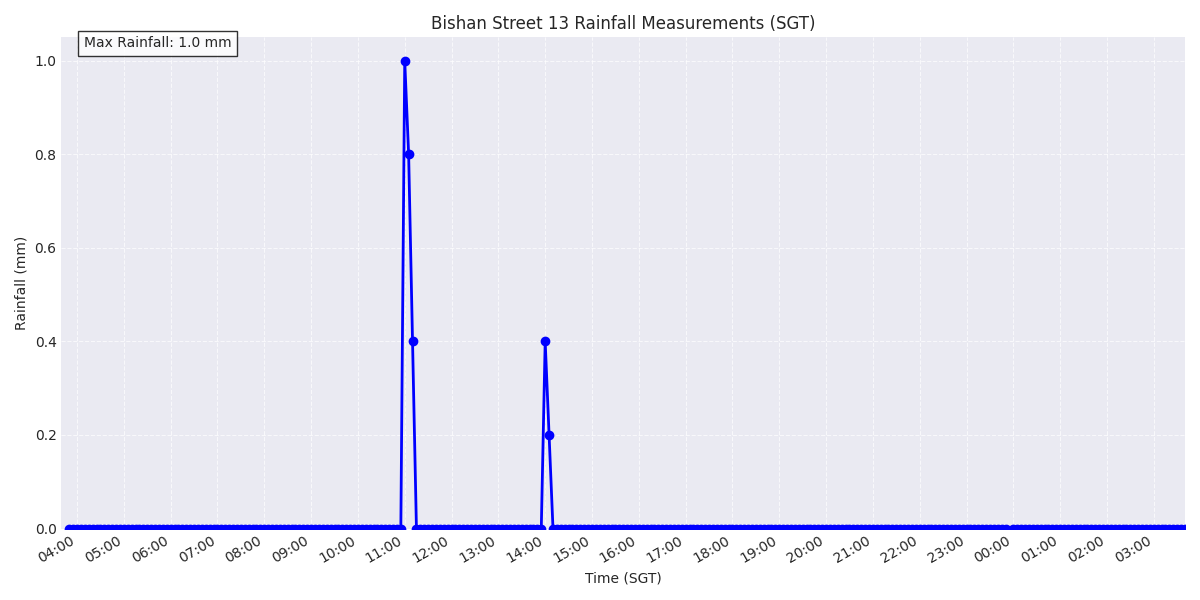 Bishan Street 13 Rainfall Measurements (SGT)
Max Rainfall: 1.0 mm
Rainfall (mm)
1.0
0.8
0.6
0.4
0.2
0.0
04:00 05:00 06:00 07:00 08:00 09:00 10:00 11:00 12:00 13:00 14:00 15:00 16:00 17:00 18:00 19:00 20:00 21:00 22:00 23:00 00:00 01:00 02:00 03:00
Time (SGT)